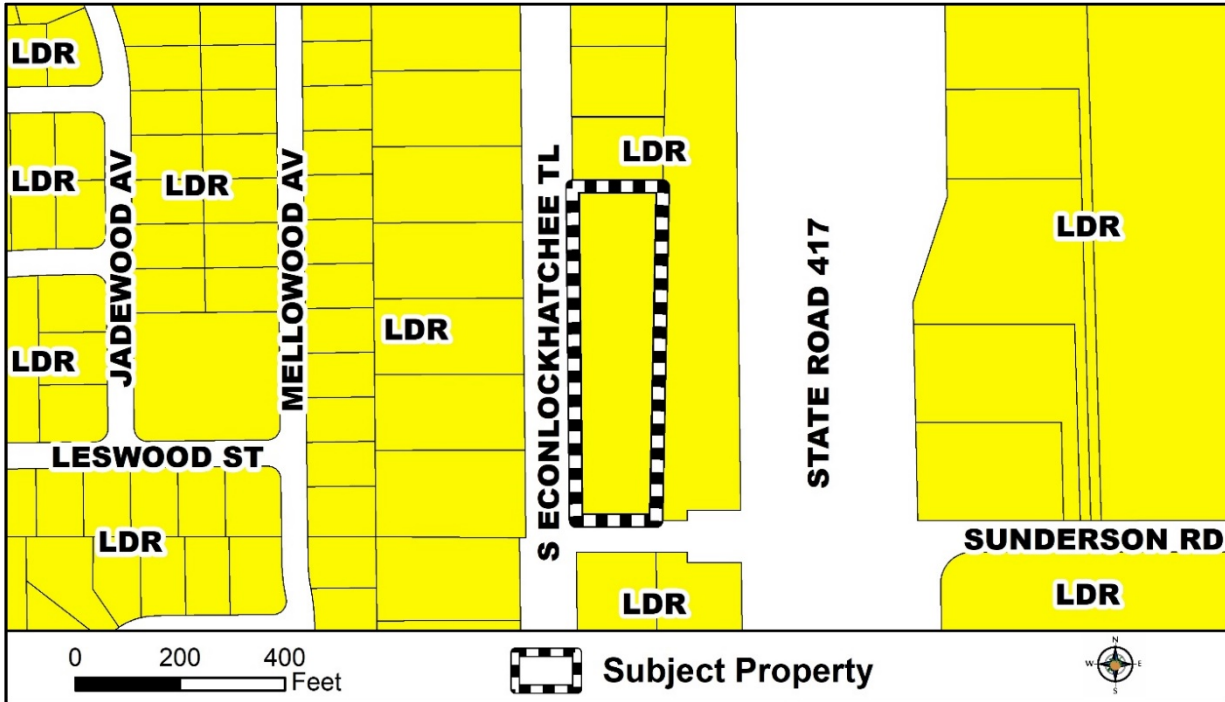 LDR
LDR
LDR
LDR
JADEWOOD AV
MELLOWOOD AV
S ECONLOCKHATCHEE TL
STATE ROAD 417
LDR
LDR
LDR
LESWOOD ST
LDR
SUNDERSON RD
LDR
LDR
0 200 400
Feet
Subject Property
N
W E
S